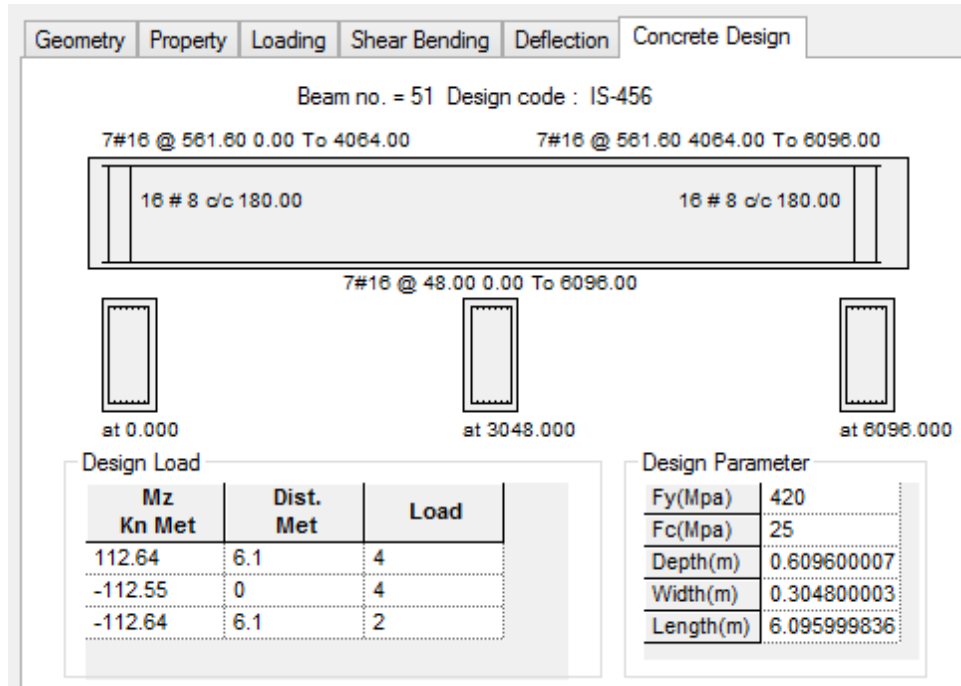 Geometry Property Loading Shear Bending Deflection Concrete Design
Beam no. = 51 Design code : IS-456
7#16 @ 561.60 0.00 To 4064.00 7#16 @ 561.60 4064.00 To 6096.00
16 # 8 c/c 180.00 16 # 8 c/c 180.00
7#16 @ 48.00 0.00 To 6096.00
at 0.000 at 3048.000 at 6096.000
Design Load Design Parameter
Mz Dist. Load
Kn Met Met
112.64 6.1 4
-112.55 0 4
-112.64 6.1 2
Fy(Mpa) 420
Fc(Mpa) 25
Depth(m) 0.609600007
Width(m) 0.304800003
Length(m) 6.095999836